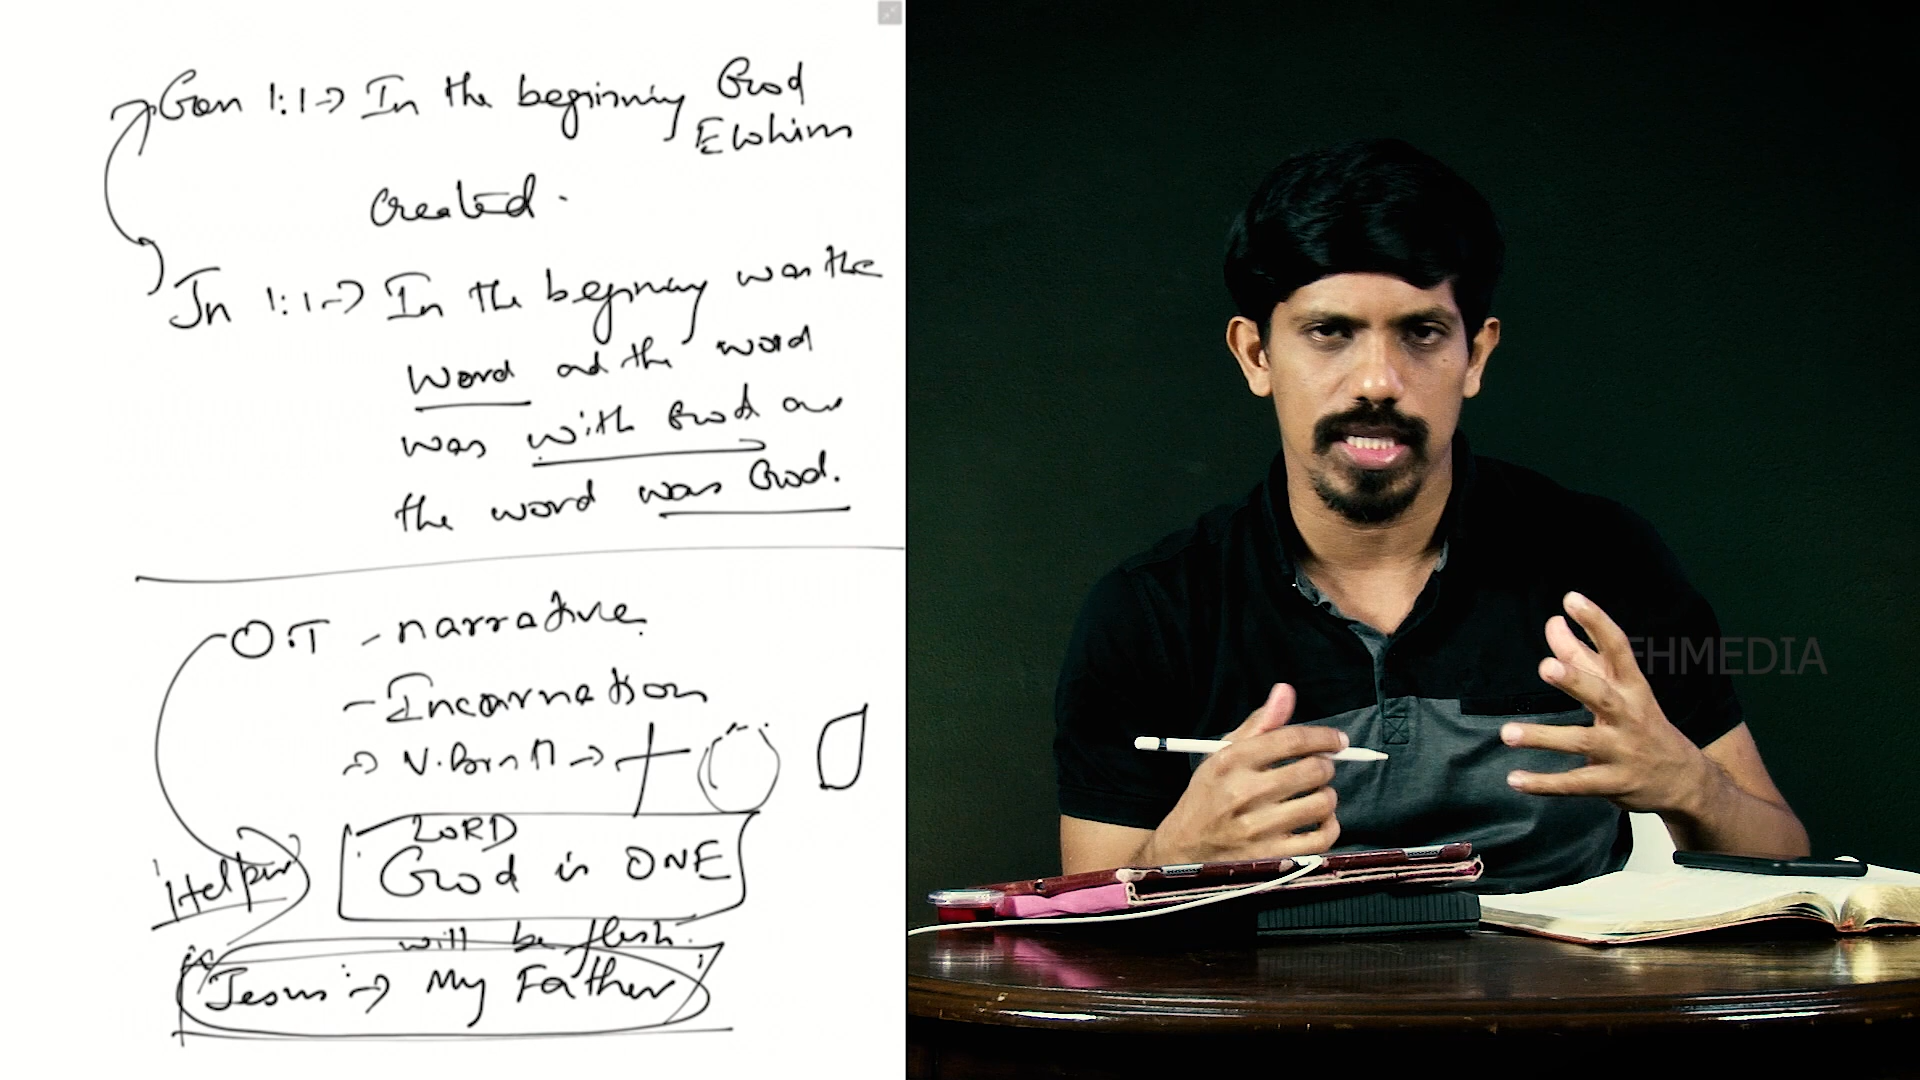 Gen 1:1 → In the beginning God
Elohim
Created.
Jn 1:1 → In the beginning was the
Word and the word
was with God and
the word was God.
O.T - narrative.
- Incarnation
→ V. Birth →
LORD
God is ONE
Helper
will be flesh.
in
Jesus :→ My Father
FHMEDIA